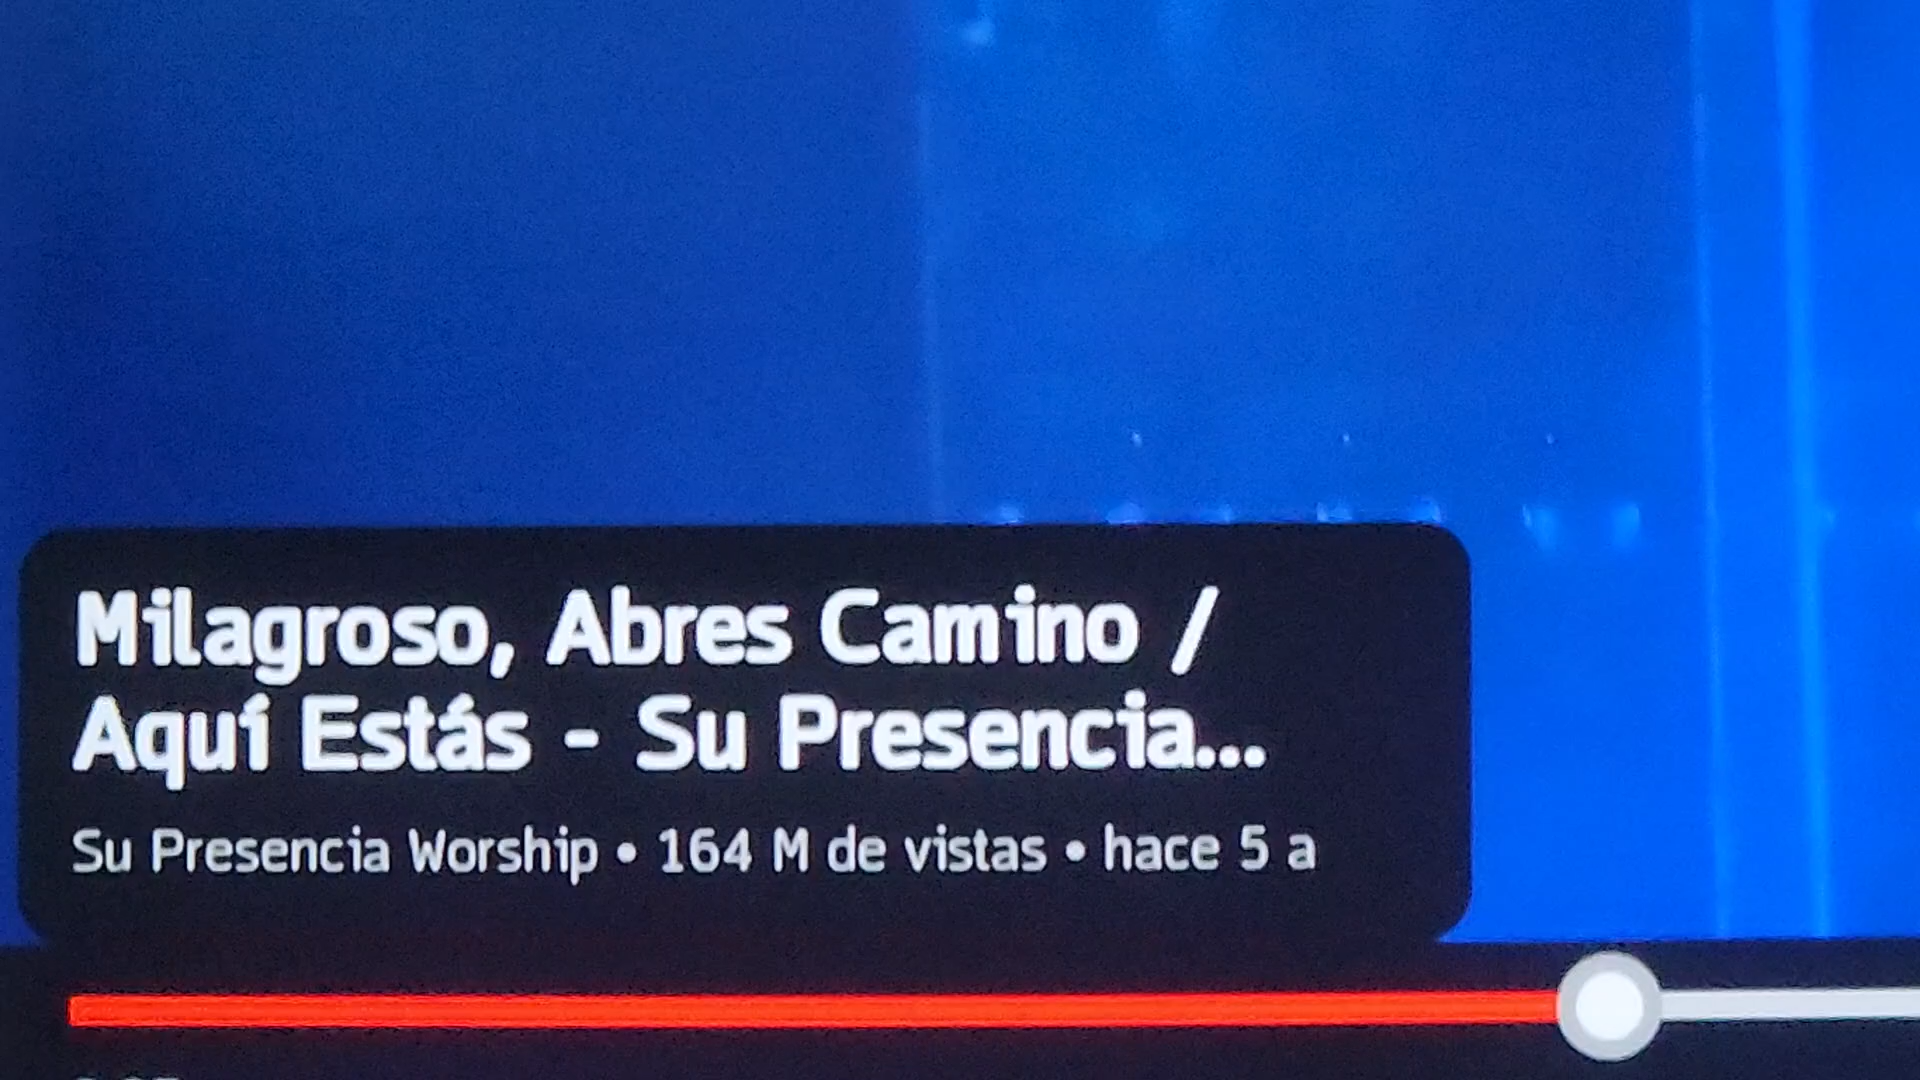 Milagroso, Abres Camino /
Aquí Estás - Su Presencia...
Su Presencia Worship • 164 M de vistas • hace 5 a